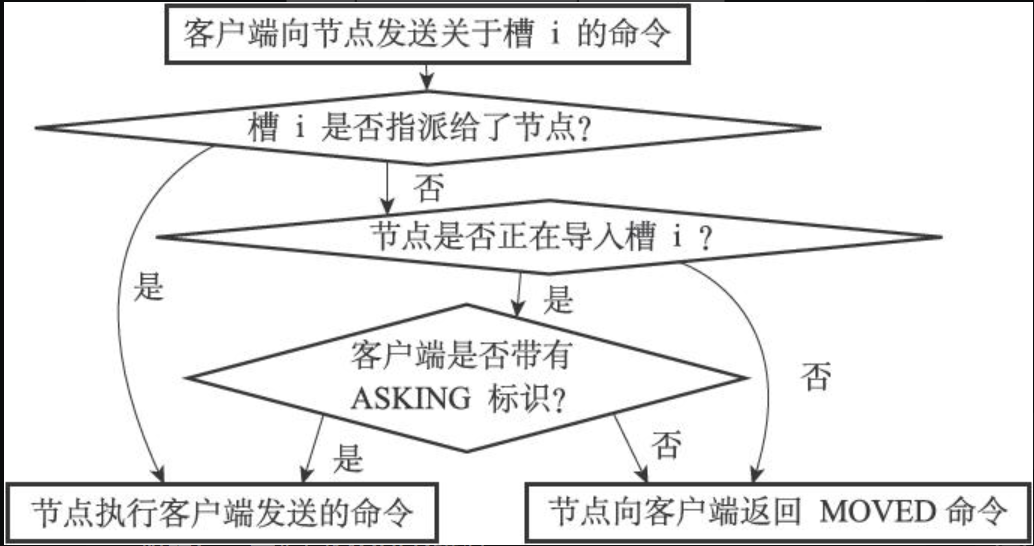 客户端向节点发送关于槽 i 的命令
槽 i 是否指派给了节点?
否
节点是否正在导入槽 i ?
是
是
客户端是否带有
ASKING 标识?
否
是
否
节点执行客户端发送的命令
节点向客户端返回 MOVED 命令